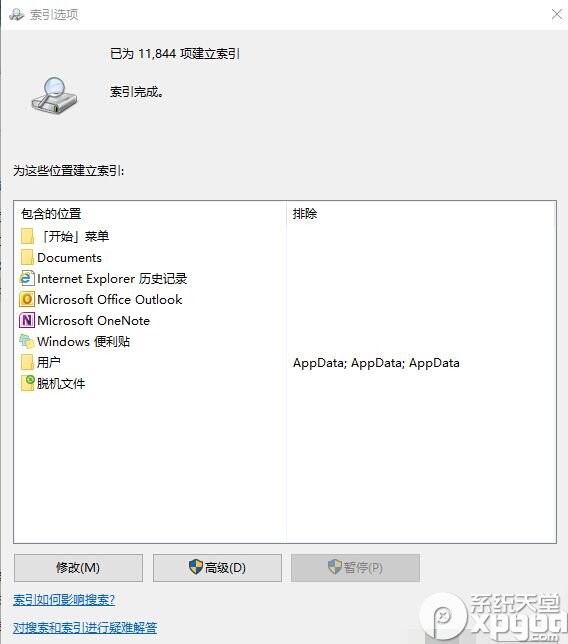 索引选项
已为 11,844 项建立索引
索引完成。
为这些位置建立索引:
包含的位置 排除
「开始」菜单
Documents
Internet Explorer 历史记录
Microsoft Office Outlook
Microsoft OneNote
Windows 便利贴
用户 AppData; AppData; AppData
脱机文件
修改(M) 高级(D) 暂停(P)
索引如何影响搜索?
对搜索和索引进行疑难解答
系统天堂